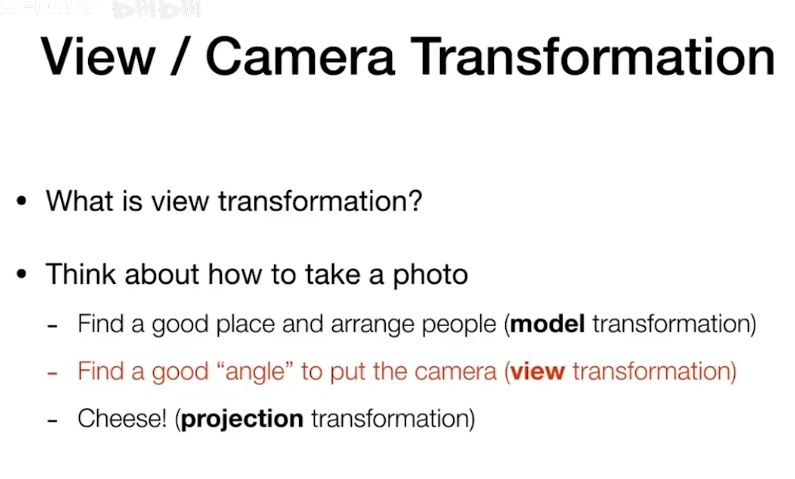 View / Camera Transformation
• What is view transformation?
• Think about how to take a photo
- Find a good place and arrange people (model transformation)
- Find a good “angle” to put the camera (view transformation)
- Cheese! (projection transformation)